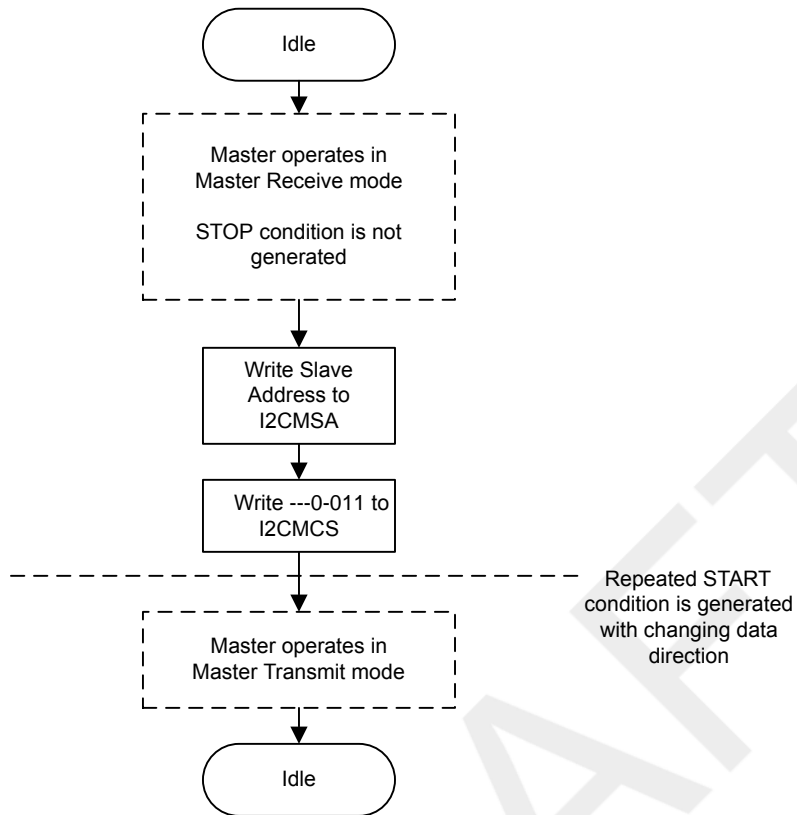 Idle
Master operates in
Master Receive mode
STOP condition is not
generated
Write Slave
Address to
I2CMSA
Write ---0-011 to
I2CMCS
Repeated START
condition is generated
with changing data
direction
Master operates in
Master Transmit mode
Idle